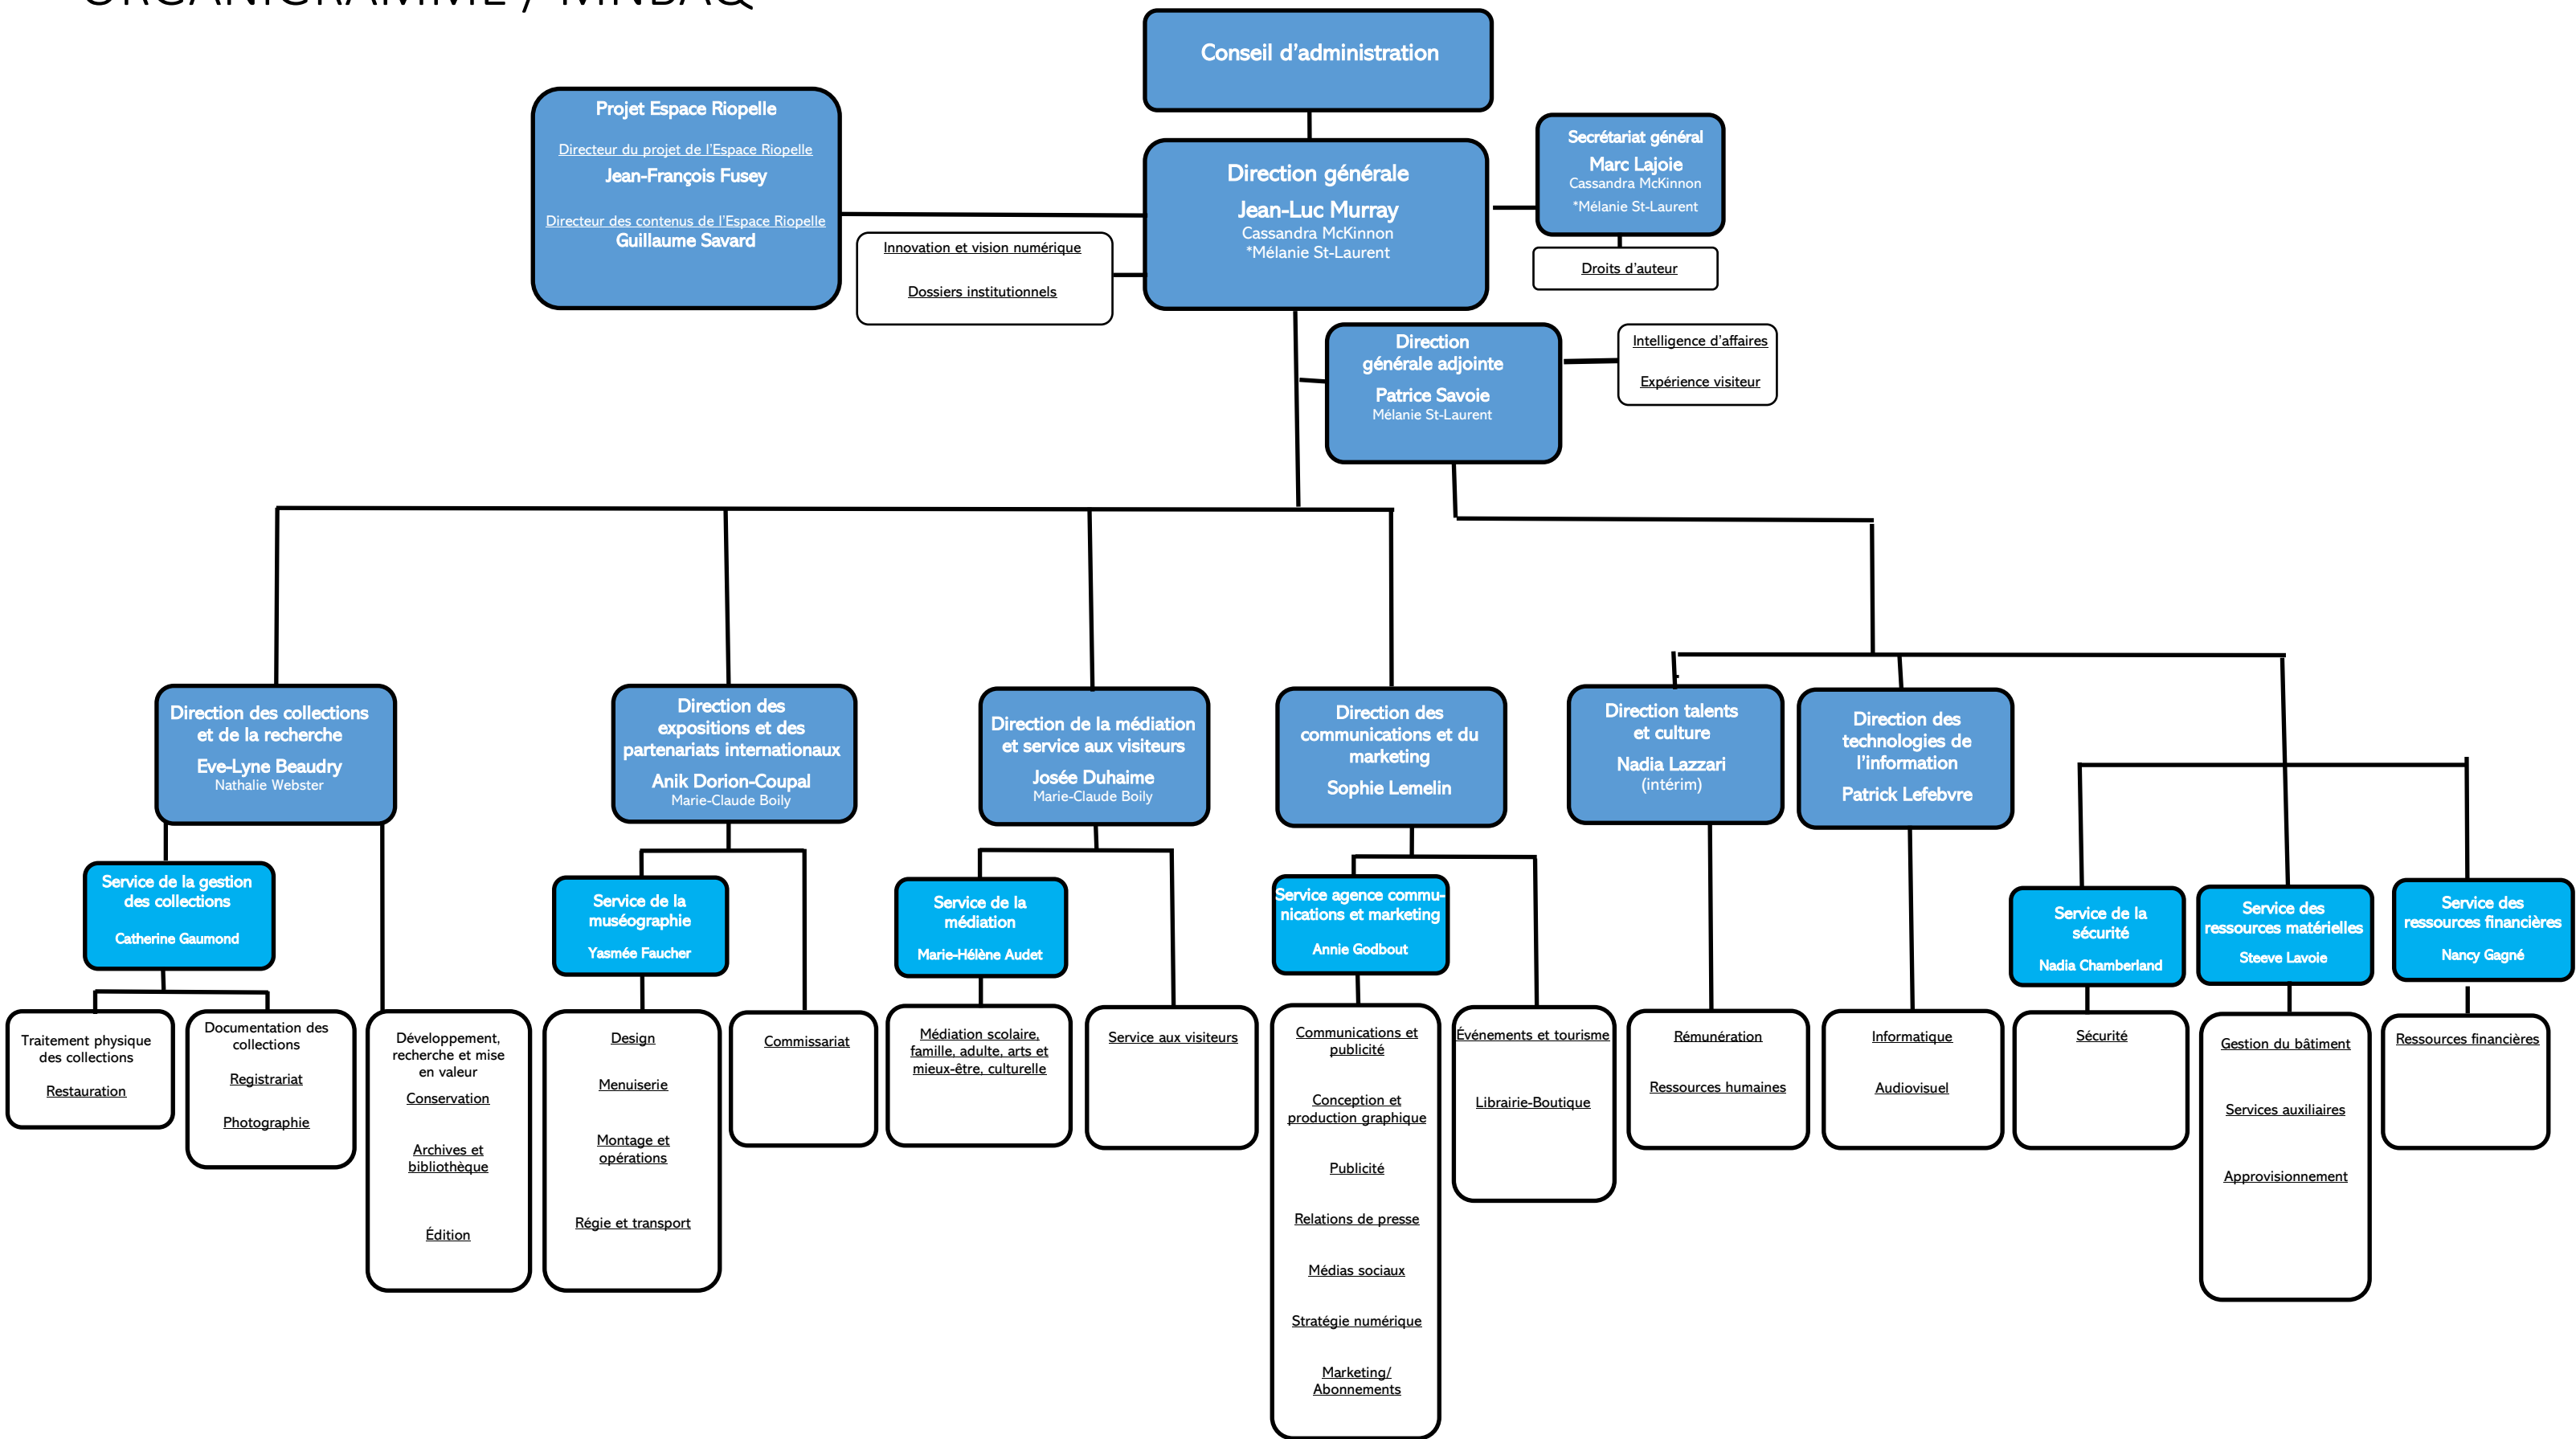 ORGANIGRAMME / MNBAQ
Conseil d'administration
Projet Espace Riopelle
Directeur du projet de l'Espace Riopelle
Jean-François Fusey
Directeur des contenus de l'Espace Riopelle
Guillaume Savard
Direction générale
Jean-Luc Murray
Cassandra McKinnon
*Mélanie St-Laurent
Secrétariat général
Marc Lajoie
Cassandra McKinnon
*Mélanie St-Laurent
Innovation et vision numérique
Dossiers institutionnels
Droits d'auteur
Direction
générale adjointe
Patrice Savoie
Mélanie St-Laurent
Intelligence d'affaires
Expérience visiteur
Direction des collections
et de la recherche
Eve-Lyne Beaudry
Nathalie Webster
Direction des
expositions et des
partenariats internationaux
Anik Dorion-Coupal
Marie-Claude Boily
Direction de la médiation
et service aux visiteurs
Josée Duhaime
Marie-Claude Boily
Direction des
communications et du
marketing
Sophie Lemelin
Direction talents
et culture
Nadia Lazzari
(intérim)
Direction des
technologies de
l'information
Patrick Lefebvre
Service de la gestion
des collections
Catherine Gaumond
Service de la
muséographie
Yasmée Faucher
Service de la
médiation
Marie-Hélène Audet
Service agence commu-
nications et marketing
Annie Godbout
Service de la
sécurité
Nadia Chamberland
Service des
ressources matérielles
Steeve Lavoie
Service des
ressources financières
Nancy Gagné
Traitement physique
des collections
Restauration
Documentation des
collections
Registrariat
Photographie
Développement,
recherche et mise
en valeur
Conservation
Archives et
bibliothèque
Édition
Design
Menuiserie
Montage et
opérations
Régie et transport
Commissariat
Médiation scolaire,
famille, adulte, arts et
mieux-être, culturelle
Service aux visiteurs
Communications et
publicité
Conception et
production graphique
Publicité
Relations de presse
Médias sociaux
Stratégie numérique
Marketing/
Abonnements
Événements et tourisme
Librairie-Boutique
Rémunération
Ressources humaines
Informatique
Audiovisuel
Sécurité
Gestion du bâtiment
Services auxiliaires
Approvisionnement
Ressources financières